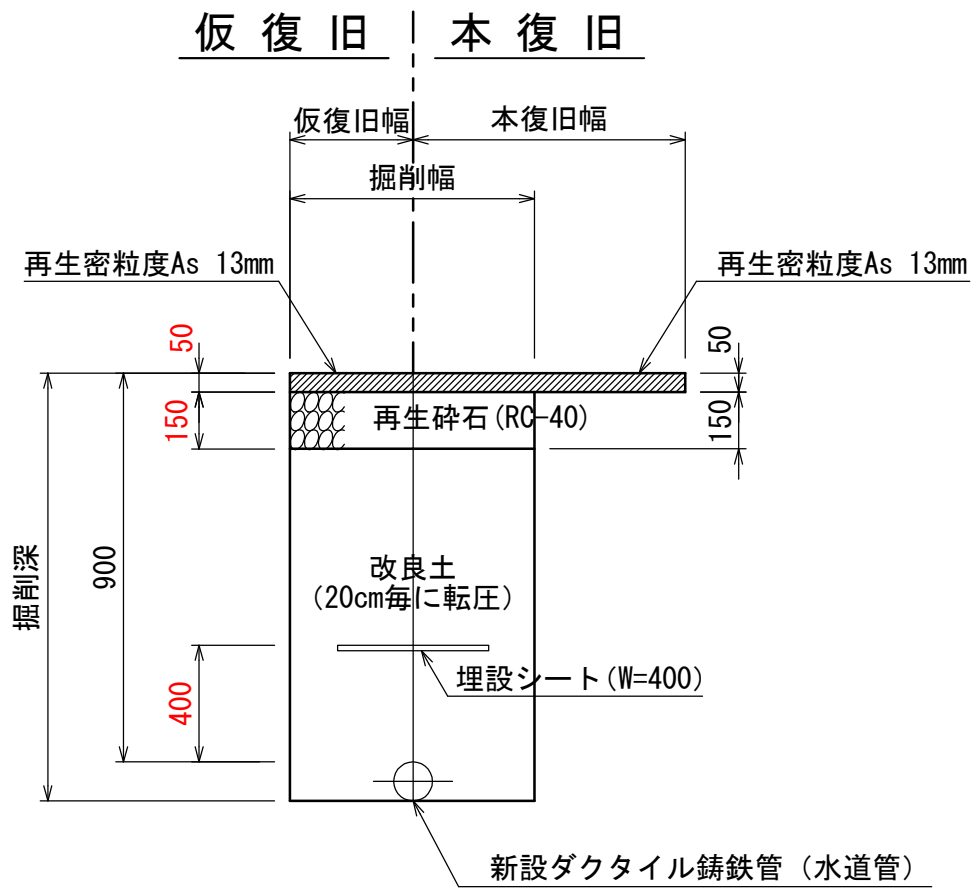 仮復旧 本復旧
仮復旧幅 本復旧幅
掘削幅
再生密粒度As 13mm 再生密粒度As 13mm
50 50
150 再生砕石(RC-40) 150
掘削深 900
改良土
(20cm毎に転圧)
400 埋設シート(W=400)
新設ダクタイル鋳鉄管 (水道管)